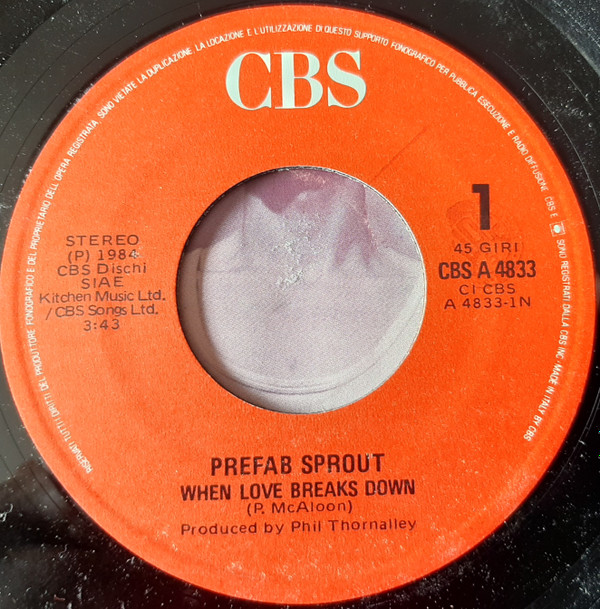 RISERVATI TUTTI I DIRITTI DEL PRODUTTORE FONOGRAFICO E DEL PROPRIETARIO DELL'OPERA REGISTRATA. SONO VIETATE LA DUPLICAZIONE, LA LOCAZIONE E L'UTILIZZAZIONE DI QUESTO SUPPORTO FONOGRAFICO PER PUBBLICA ESECUZIONE E RADIO DIFFUSIONE. CBS E SONO REGISTRATI DALLA CBS INC. · MADE IN ITALY BY CBS
CBS
STEREO
(P) 1984
CBS Dischi
SIAE
Kitchen Music Ltd.
/CBS Songs Ltd.
3:43
1
45 GIRI
CBS A 4833
CI CBS
A 4833-1N
PREFAB SPROUT
WHEN LOVE BREAKS DOWN
(P. McAloon)
Produced by Phil Thornalley